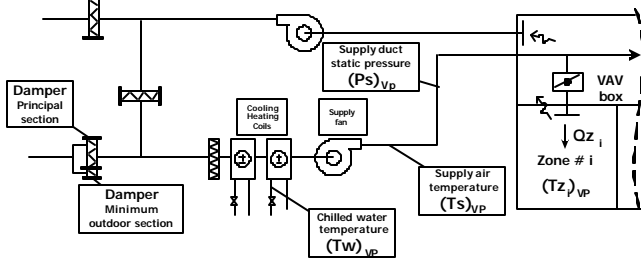 Supply duct
static pressure
(Ps)Vp
VAV
box
Damper
Principal
section
Cooling
Heating
Coils
Supply
fan
Qz i
Zone # i
(Tzi)VP
Supply air
temperature
(Ts)VP
Damper
Minimum
outdoor section
Chilled water
temperature
(Tw)VP